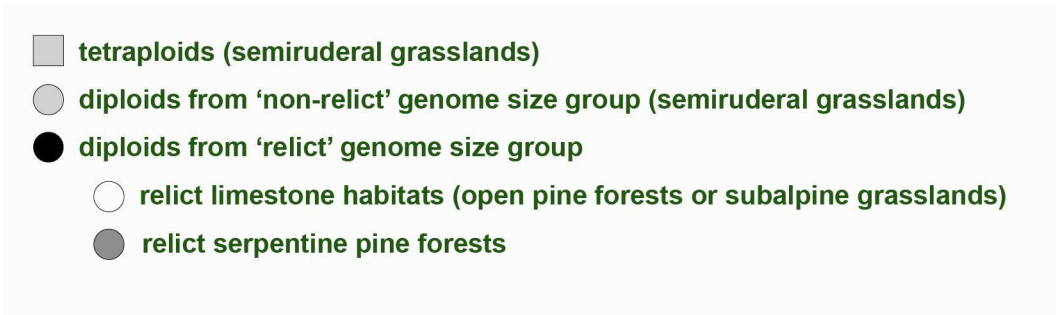 tetraploids (semiruderal grasslands)
diploids from ‘non-relict’ genome size group (semiruderal grasslands)
diploids from ‘relict’ genome size group
relict limestone habitats (open pine forests or subalpine grasslands)
relict serpentine pine forests